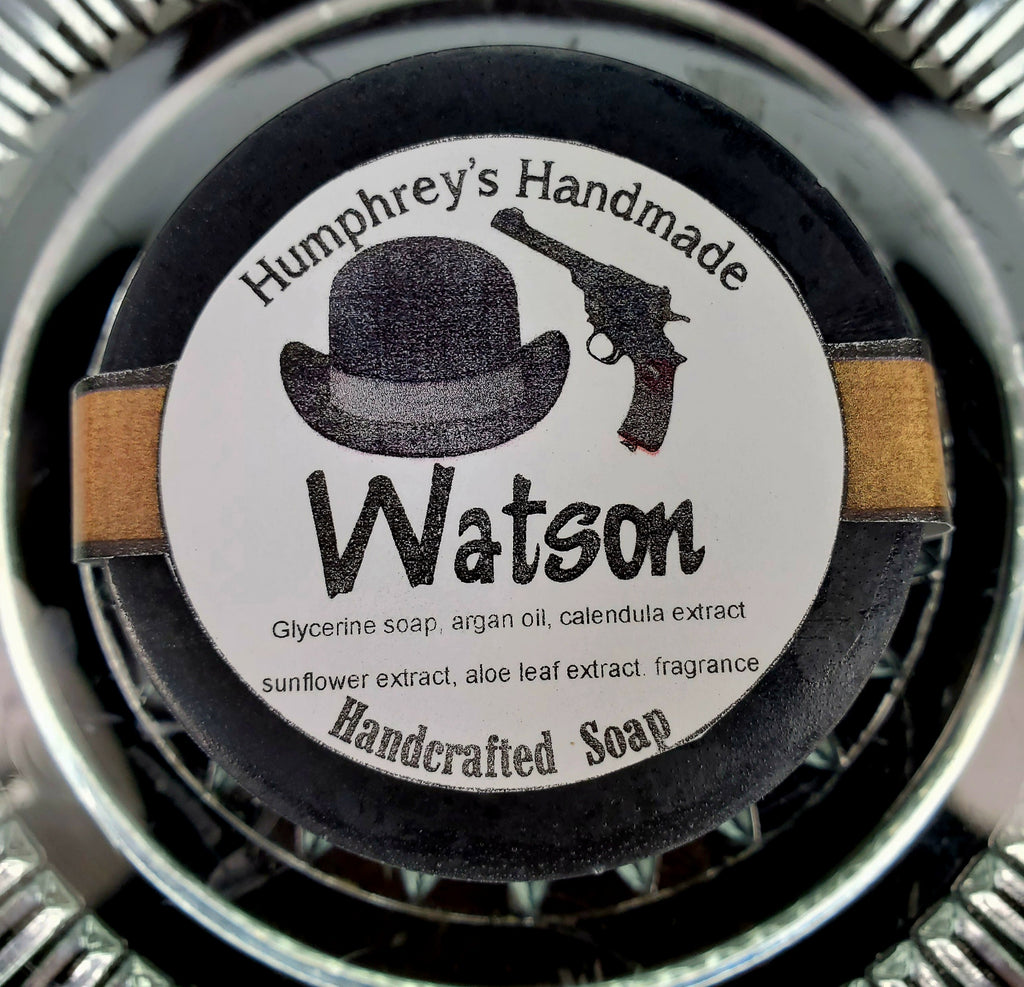 Humphrey's Handmade
Watson
Glycerine soap, argan oil, calendula extract
sunflower extract, aloe leaf extract. fragrance
Handcrafted Soap